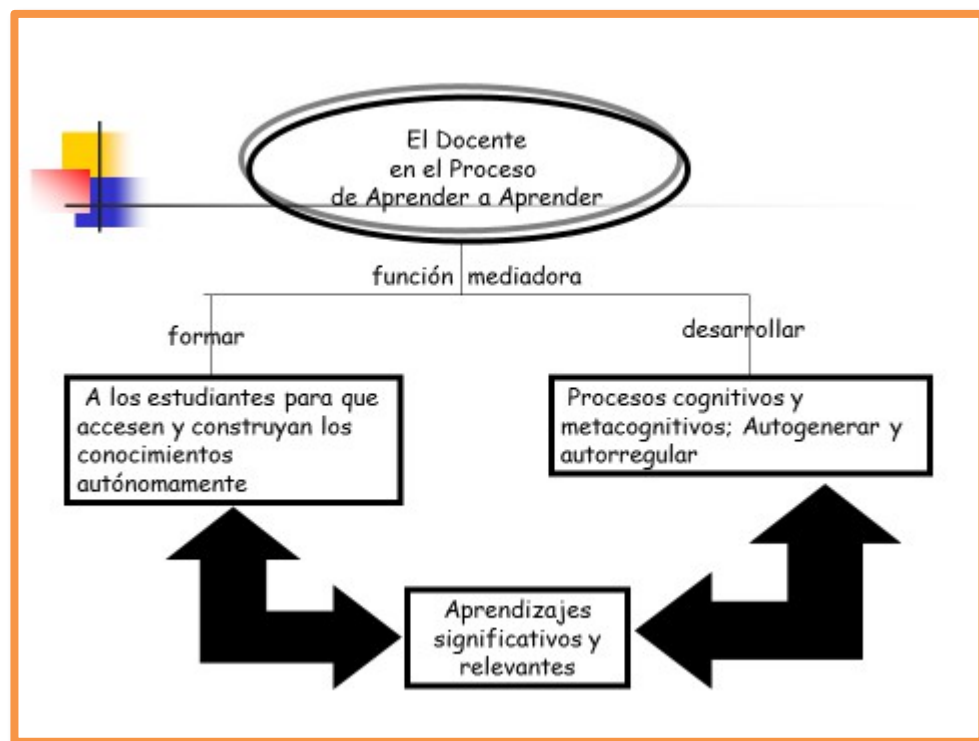 El Docente
en el Proceso
de Aprender a Aprender
función mediadora
formar
desarrollar
A los estudiantes para que
accesen y construyan los
conocimientos
autónomamente
Procesos cognitivos y
metacognitivos; Autogenerar y
autorregular
Aprendizajes
significativos y
relevantes